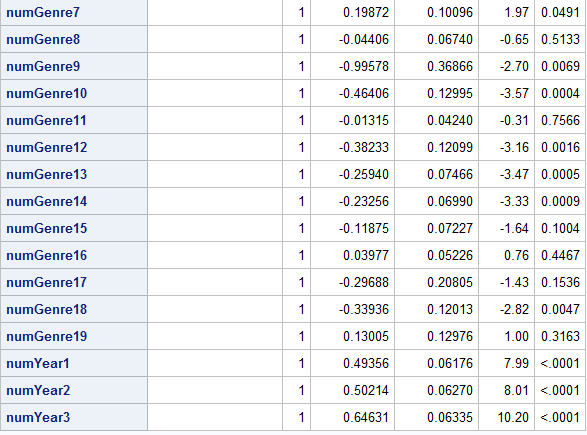 numGenre7 1 0.19872 0.10096 1.97 0.0491
numGenre8 1 -0.04406 0.06740 -0.65 0.5133
numGenre9 1 -0.99578 0.36866 -2.70 0.0069
numGenre10 1 -0.46406 0.12995 -3.57 0.0004
numGenre11 1 -0.01315 0.04240 -0.31 0.7566
numGenre12 1 -0.38233 0.12099 -3.16 0.0016
numGenre13 1 -0.25940 0.07466 -3.47 0.0005
numGenre14 1 -0.23256 0.06990 -3.33 0.0009
numGenre15 1 -0.11875 0.07227 -1.64 0.1004
numGenre16 1 0.03977 0.05226 0.76 0.4467
numGenre17 1 -0.29688 0.20805 -1.43 0.1536
numGenre18 1 -0.33936 0.12013 -2.82 0.0047
numGenre19 1 0.13005 0.12976 1.00 0.3163
numYear1 1 0.49356 0.06176 7.99 <.0001
numYear2 1 0.50214 0.06270 8.01 <.0001
numYear3 1 0.64631 0.06335 10.20 <.0001